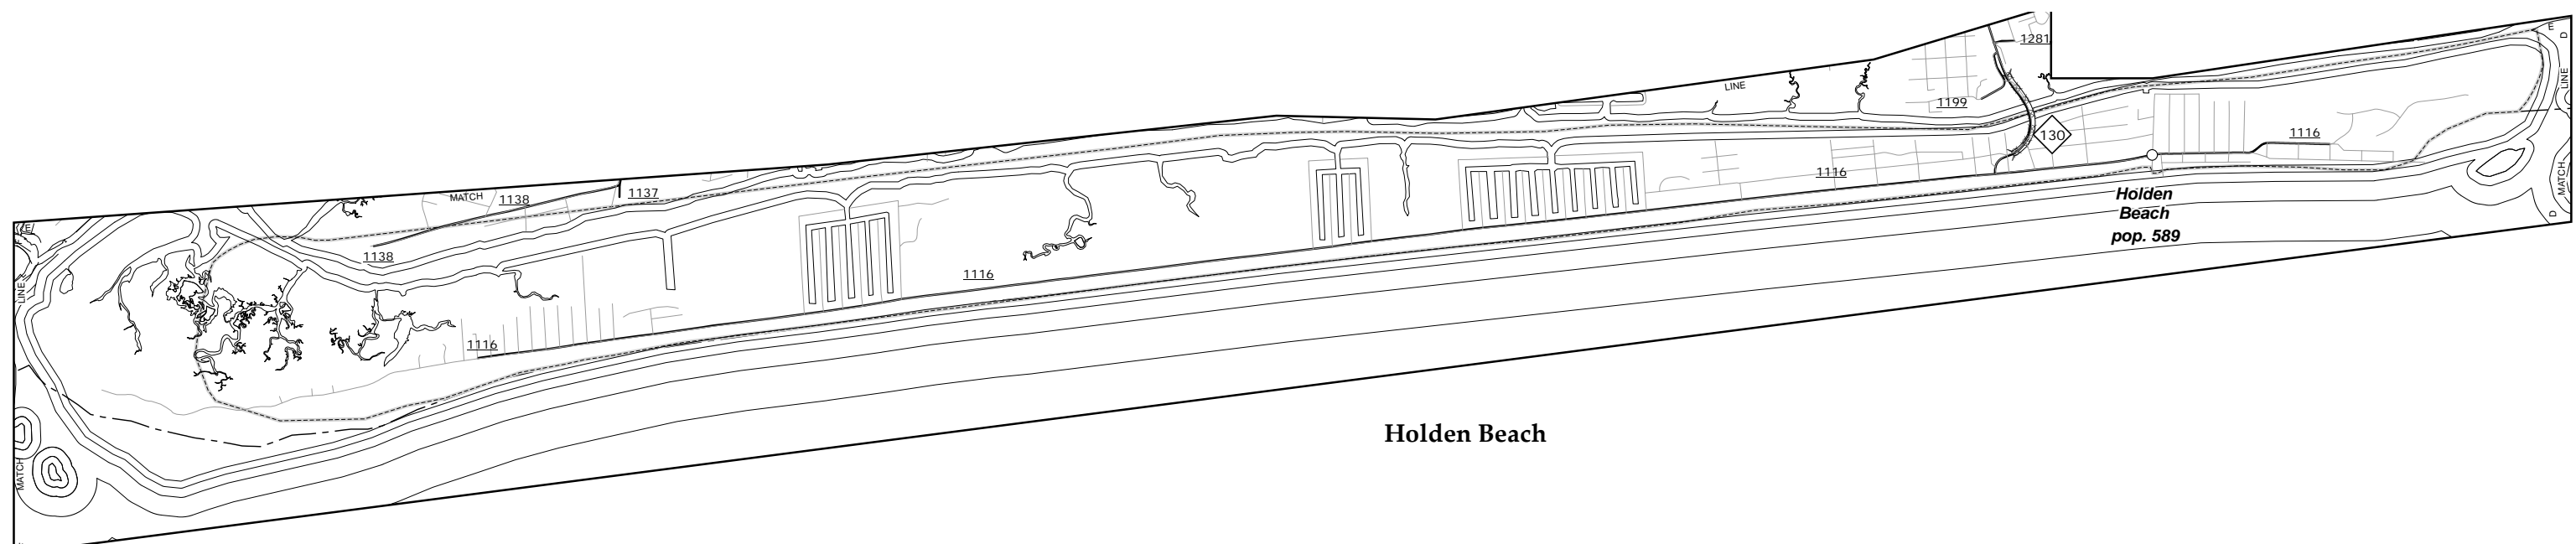 1281
E
D
LINE
LINE
1199
130
1116
1116
MATCH
1138
1137
MATCH
Holden
Beach
pop. 589
D
E
1138
1116
LINE
1116
MATCH
Holden Beach